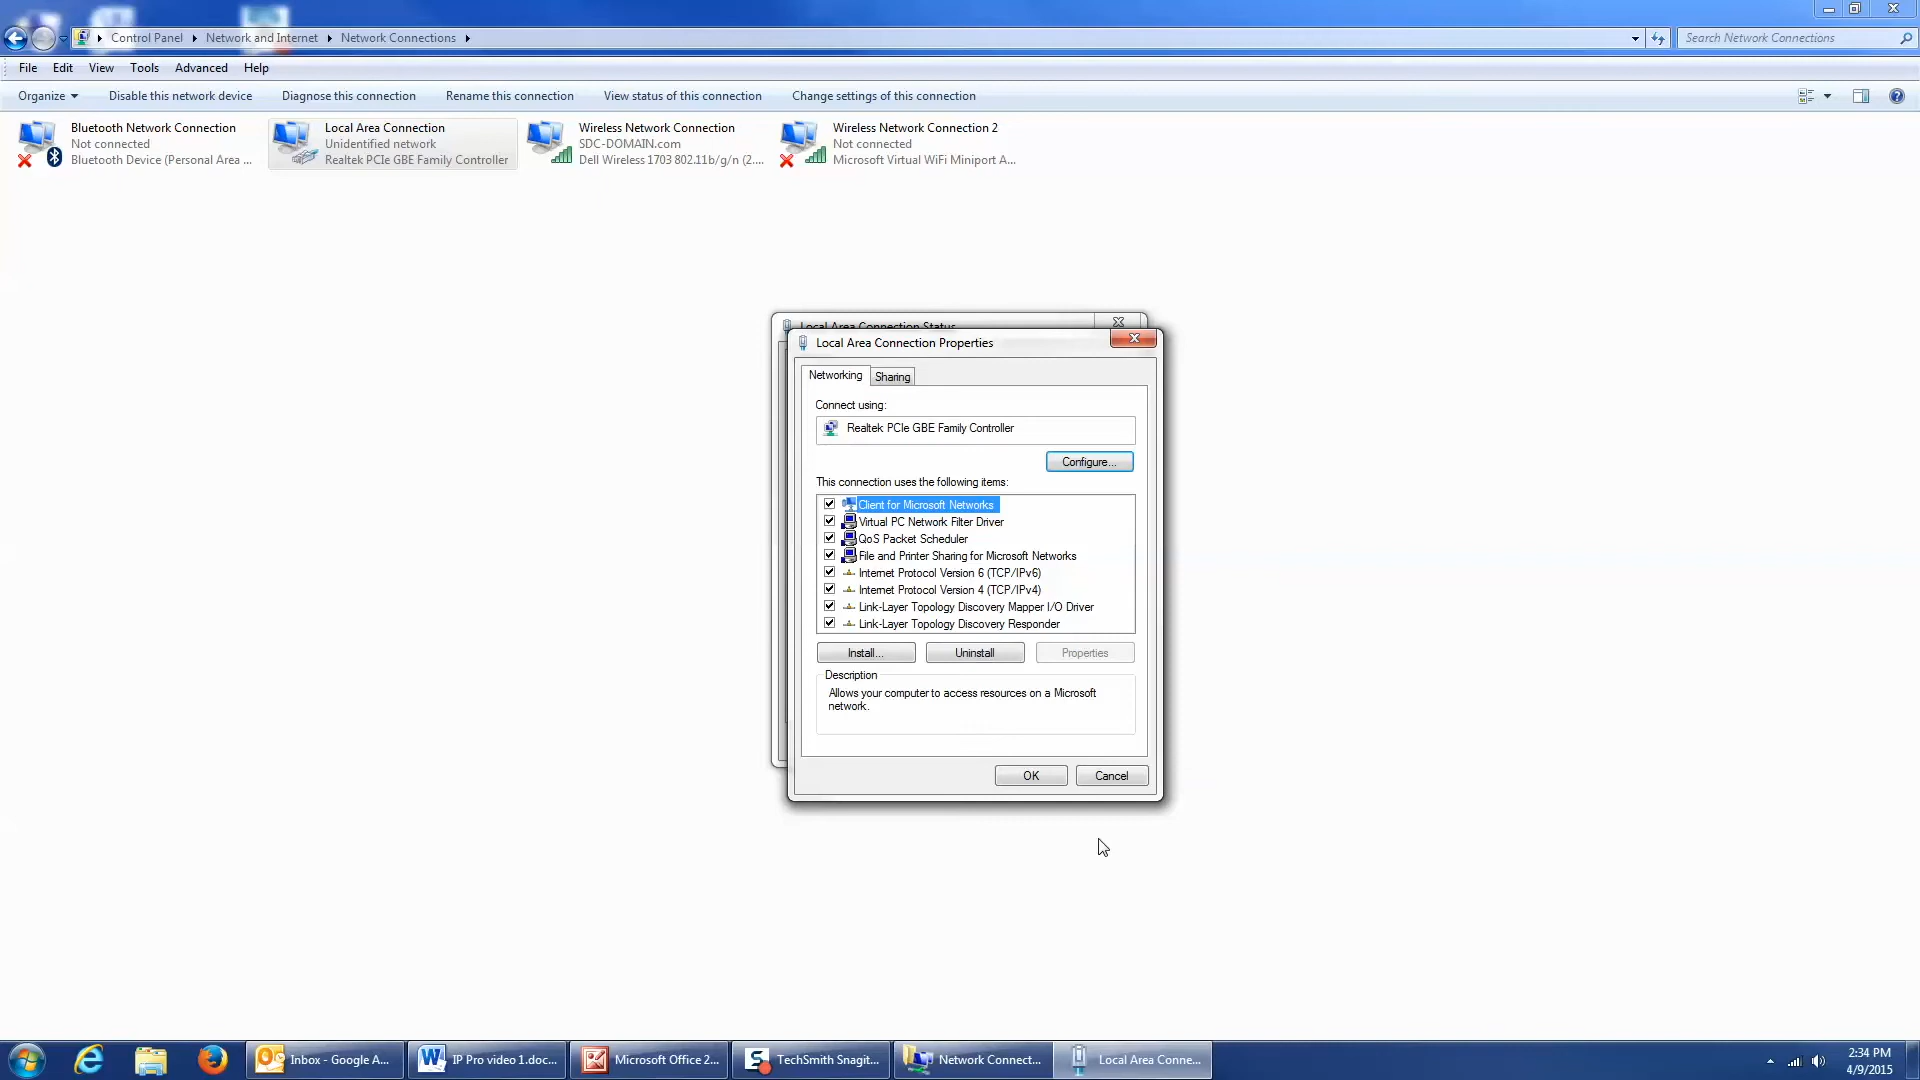 Control Panel
Network and Internet
Network Connections
Search Network Connections
File
Edit
View
Tools
Advanced
Help
Organize
Disable this network device
Diagnose this connection
Rename this connection
View status of this connection
Change settings of this connection
Bluetooth Network Connection
Not connected
Bluetooth Device (Personal Area ...
Local Area Connection
Unidentified network
Realtek PCIe GBE Family Controller
Wireless Network Connection
SDC-DOMAIN.com
Dell Wireless 1703 802.11b/g/n (2....
Wireless Network Connection 2
Not connected
Microsoft Virtual WiFi Miniport A...
Local Area Connection Status
Local Area Connection Properties
Networking
Sharing
Connect using:
Realtek PCIe GBE Family Controller
Configure...
This connection uses the following items:
Client for Microsoft Networks
Virtual PC Network Filter Driver
QoS Packet Scheduler
File and Printer Sharing for Microsoft Networks
Internet Protocol Version 6 (TCP/IPv6)
Internet Protocol Version 4 (TCP/IPv4)
Link-Layer Topology Discovery Mapper I/O Driver
Link-Layer Topology Discovery Responder
Install...
Uninstall
Properties
Description
Allows your computer to access resources on a Microsoft
network.
OK
Cancel
Inbox - Google A...
IP Pro video 1.doc...
Microsoft Office 2...
TechSmith Snagit...
Network Connect...
Local Area Conne...
2:34 PM
4/9/2015